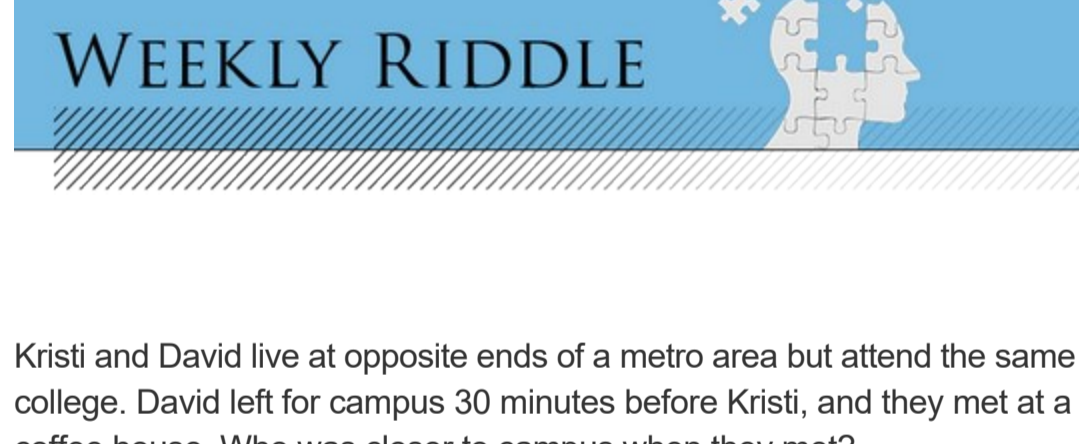 WEEKLY RIDDLE
Kristi and David live at opposite ends of a metro area but attend the same
college. David left for campus 30 minutes before Kristi, and they met at a
coffee house. Who was closer to campus when they met?